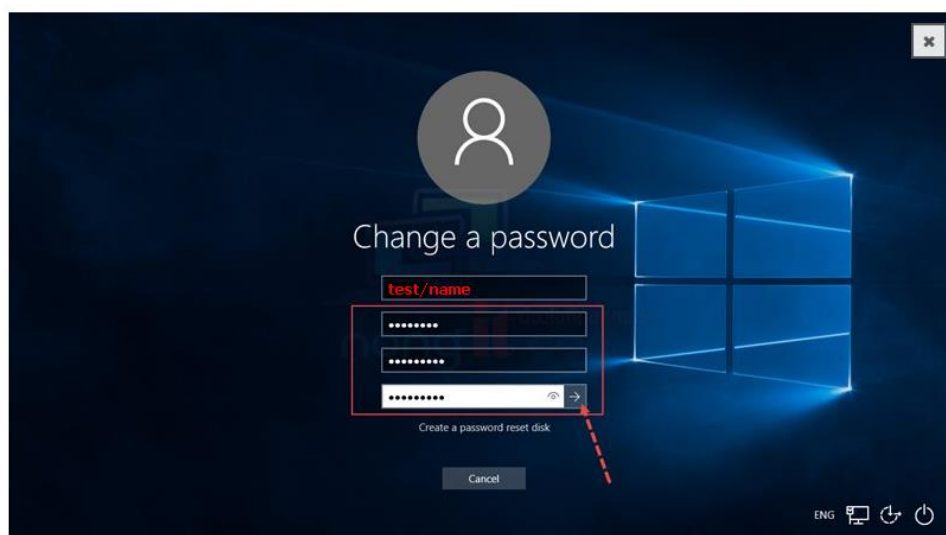 Change a password
test/name
••••••••
•••••••••
•••••••••
Create a password reset disk
Cancel
ENG